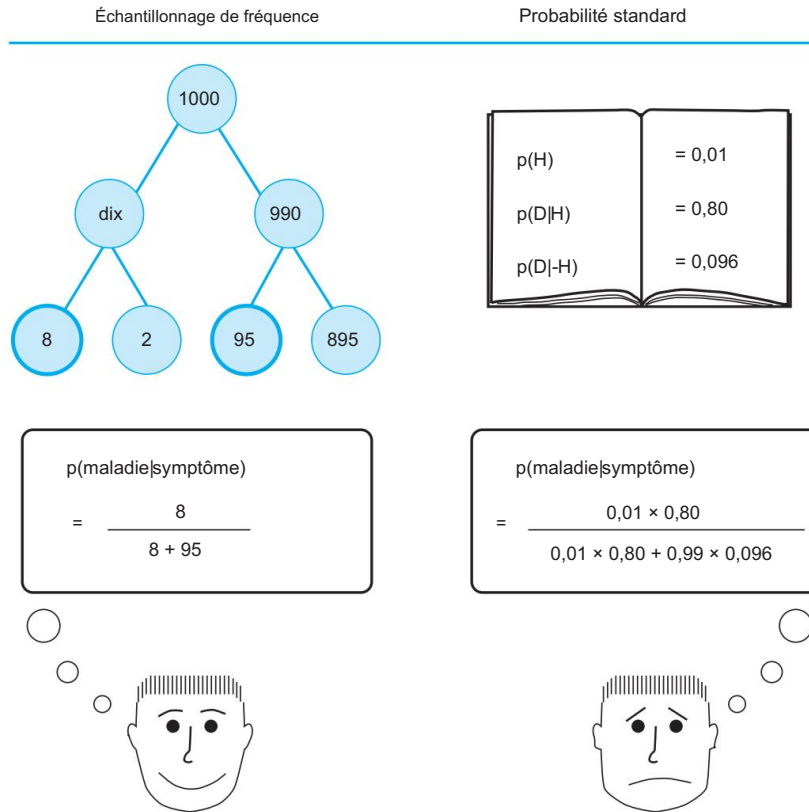 Échantillonnage de fréquence
Probabilité standard
1000
dix
990
8
2
95
895
p(H) = 0,01
p(D|H) = 0,80
p(D|-H) = 0,096
p(maladie|symptôme)
= 8
8 + 95
p(maladie|symptôme)
= 0,01 × 0,80
0,01 × 0,80 + 0,99 × 0,096